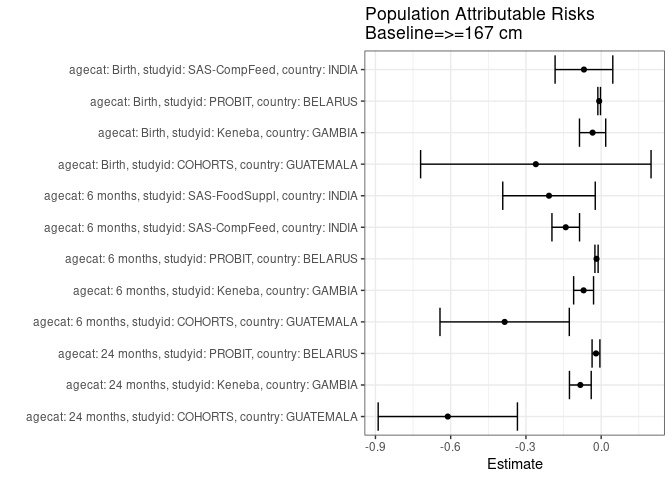 Population Attributable Risks
Baseline=>=167 cm
agecat: Birth, studyid: SAS-CompFeed, country: INDIA
agecat: Birth, studyid: PROBIT, country: BELARUS
agecat: Birth, studyid: Keneba, country: GAMBIA
agecat: Birth, studyid: COHORTS, country: GUATEMALA
agecat: 6 months, studyid: SAS-FoodSuppl, country: INDIA
agecat: 6 months, studyid: SAS-CompFeed, country: INDIA
agecat: 6 months, studyid: PROBIT, country: BELARUS
agecat: 6 months, studyid: Keneba, country: GAMBIA
agecat: 6 months, studyid: COHORTS, country: GUATEMALA
agecat: 24 months, studyid: PROBIT, country: BELARUS
agecat: 24 months, studyid: Keneba, country: GAMBIA
agecat: 24 months, studyid: COHORTS, country: GUATEMALA
-0.9 -0.6 -0.3 0.0
Estimate